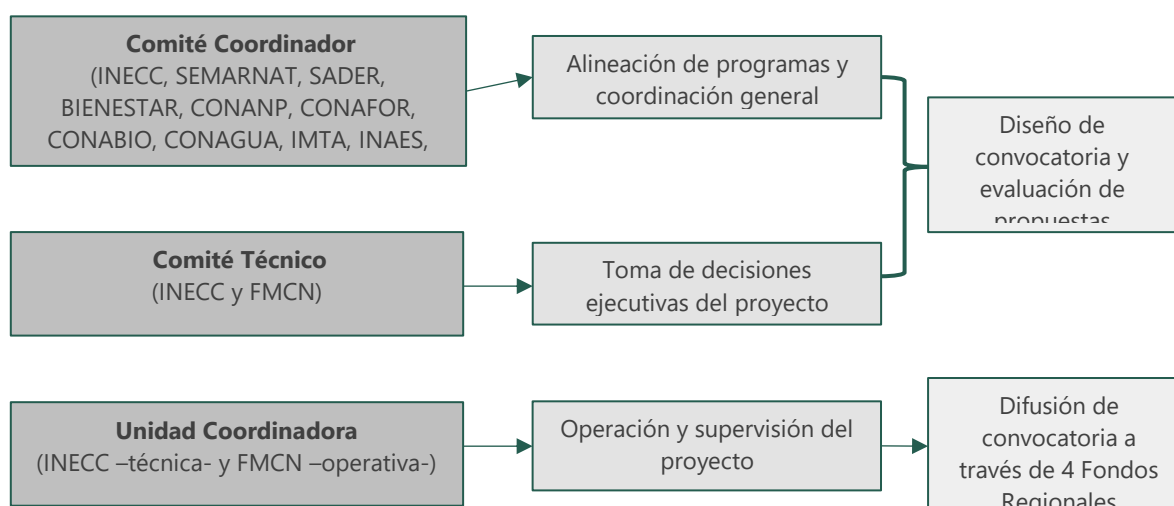 Comité Coordinador
(INECC, SEMARNAT, SADER,
BIENESTAR, CONANP, CONAFOR,
CONABIO, CONAGUA, IMTA, INAES,
Alineación de programas y
coordinación general
Diseño de
convocatoria y
evaluación de
propuestas
Comité Técnico
(INECC y FMCN)
Toma de decisiones
ejecutivas del proyecto
Unidad Coordinadora
(INECC –técnica- y FMCN –operativa-)
Operación y supervisión del
proyecto
Difusión de
convocatoria a
través de 4 Fondos
Regionales